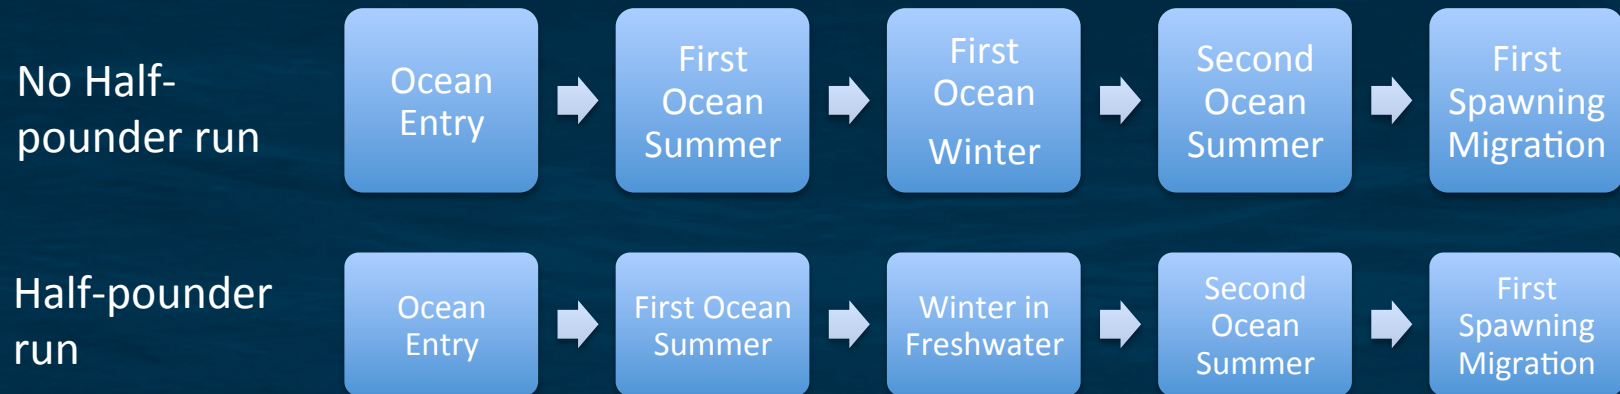 No Half-
pounder run
Ocean
Entry
First
Ocean
Summer
First
Ocean
Winter
Second
Ocean
Summer
First
Spawning
Migration
Half-pounder
run
Ocean
Entry
First Ocean
Summer
Winter in
Freshwater
Second
Ocean
Summer
First
Spawning
Migration